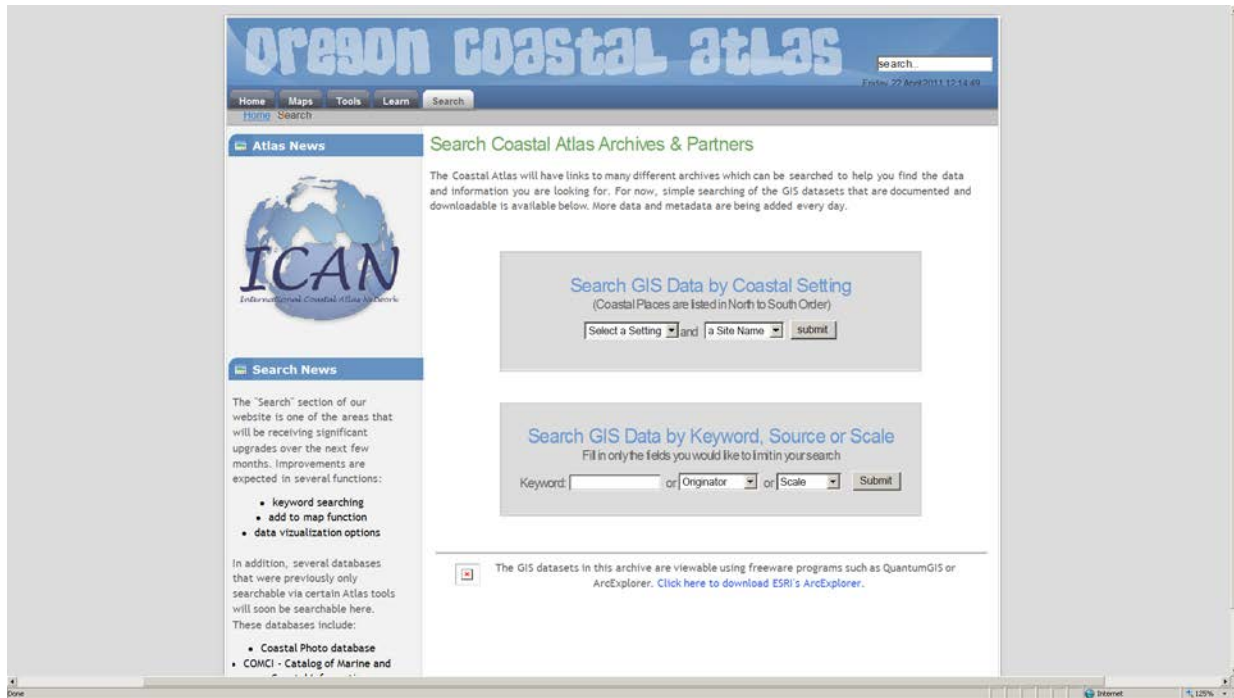 oregon coastal atlas
search...
Friday, 22 April 2011 12:14:49
Home Maps Tools Learn Search
Home Search
Atlas News
ICAN
International Coastal Atlas Network
Search News
The "Search" section of our
website is one of the areas that
will be receiving significant
upgrades over the next few
months. Improvements are
expected in several functions:
• keyword searching
• add to map function
• data vizualization options
In addition, several databases
that were previously only
searchable via certain Atlas tools
will soon be searchable here.
These databases include:
• Coastal Photo database
• COMCI - Catalog of Marine and
Search Coastal Atlas Archives & Partners
The Coastal Atlas will have links to many different archives which can be searched to help you find the data
and information you are looking for. For now, simple searching of the GIS datasets that are documented and
downloadable is available below. More data and metadata are being added every day.
Search GIS Data by Coastal Setting
(Coastal Places are listed in North to South Order)
Select a Setting and a Site Name submit
Search GIS Data by Keyword, Source or Scale
Fill in only the fields you would like to limit in your search
Keyword: or Originator or Scale Submit
The GIS datasets in this archive are viewable using freeware programs such as QuantumGIS or
ArcExplorer. Click here to download ESRI's ArcExplorer.
Done Internet 125%